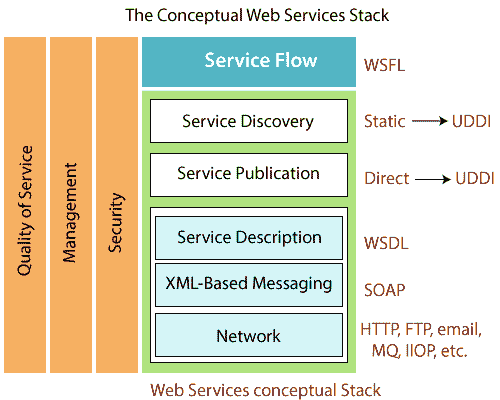 The Conceptual Web Services Stack
Quality of Service
Management
Security
Service Flow
WSFL
Service Discovery
Static → UDDI
Service Publication
Direct → UDDI
Service Description
WSDL
XML-Based Messaging
SOAP
Network
HTTP, FTP, email,
MQ, IIOP, etc.
Web Services conceptual Stack